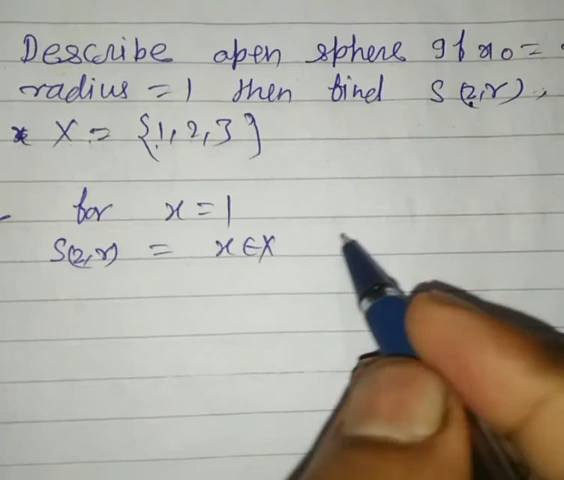 Describe open sphere If x₀ =
radius = 1 then find S(2,r),
* X = {1,2,3}
for x = 1
S(2,r) = x ∈ X